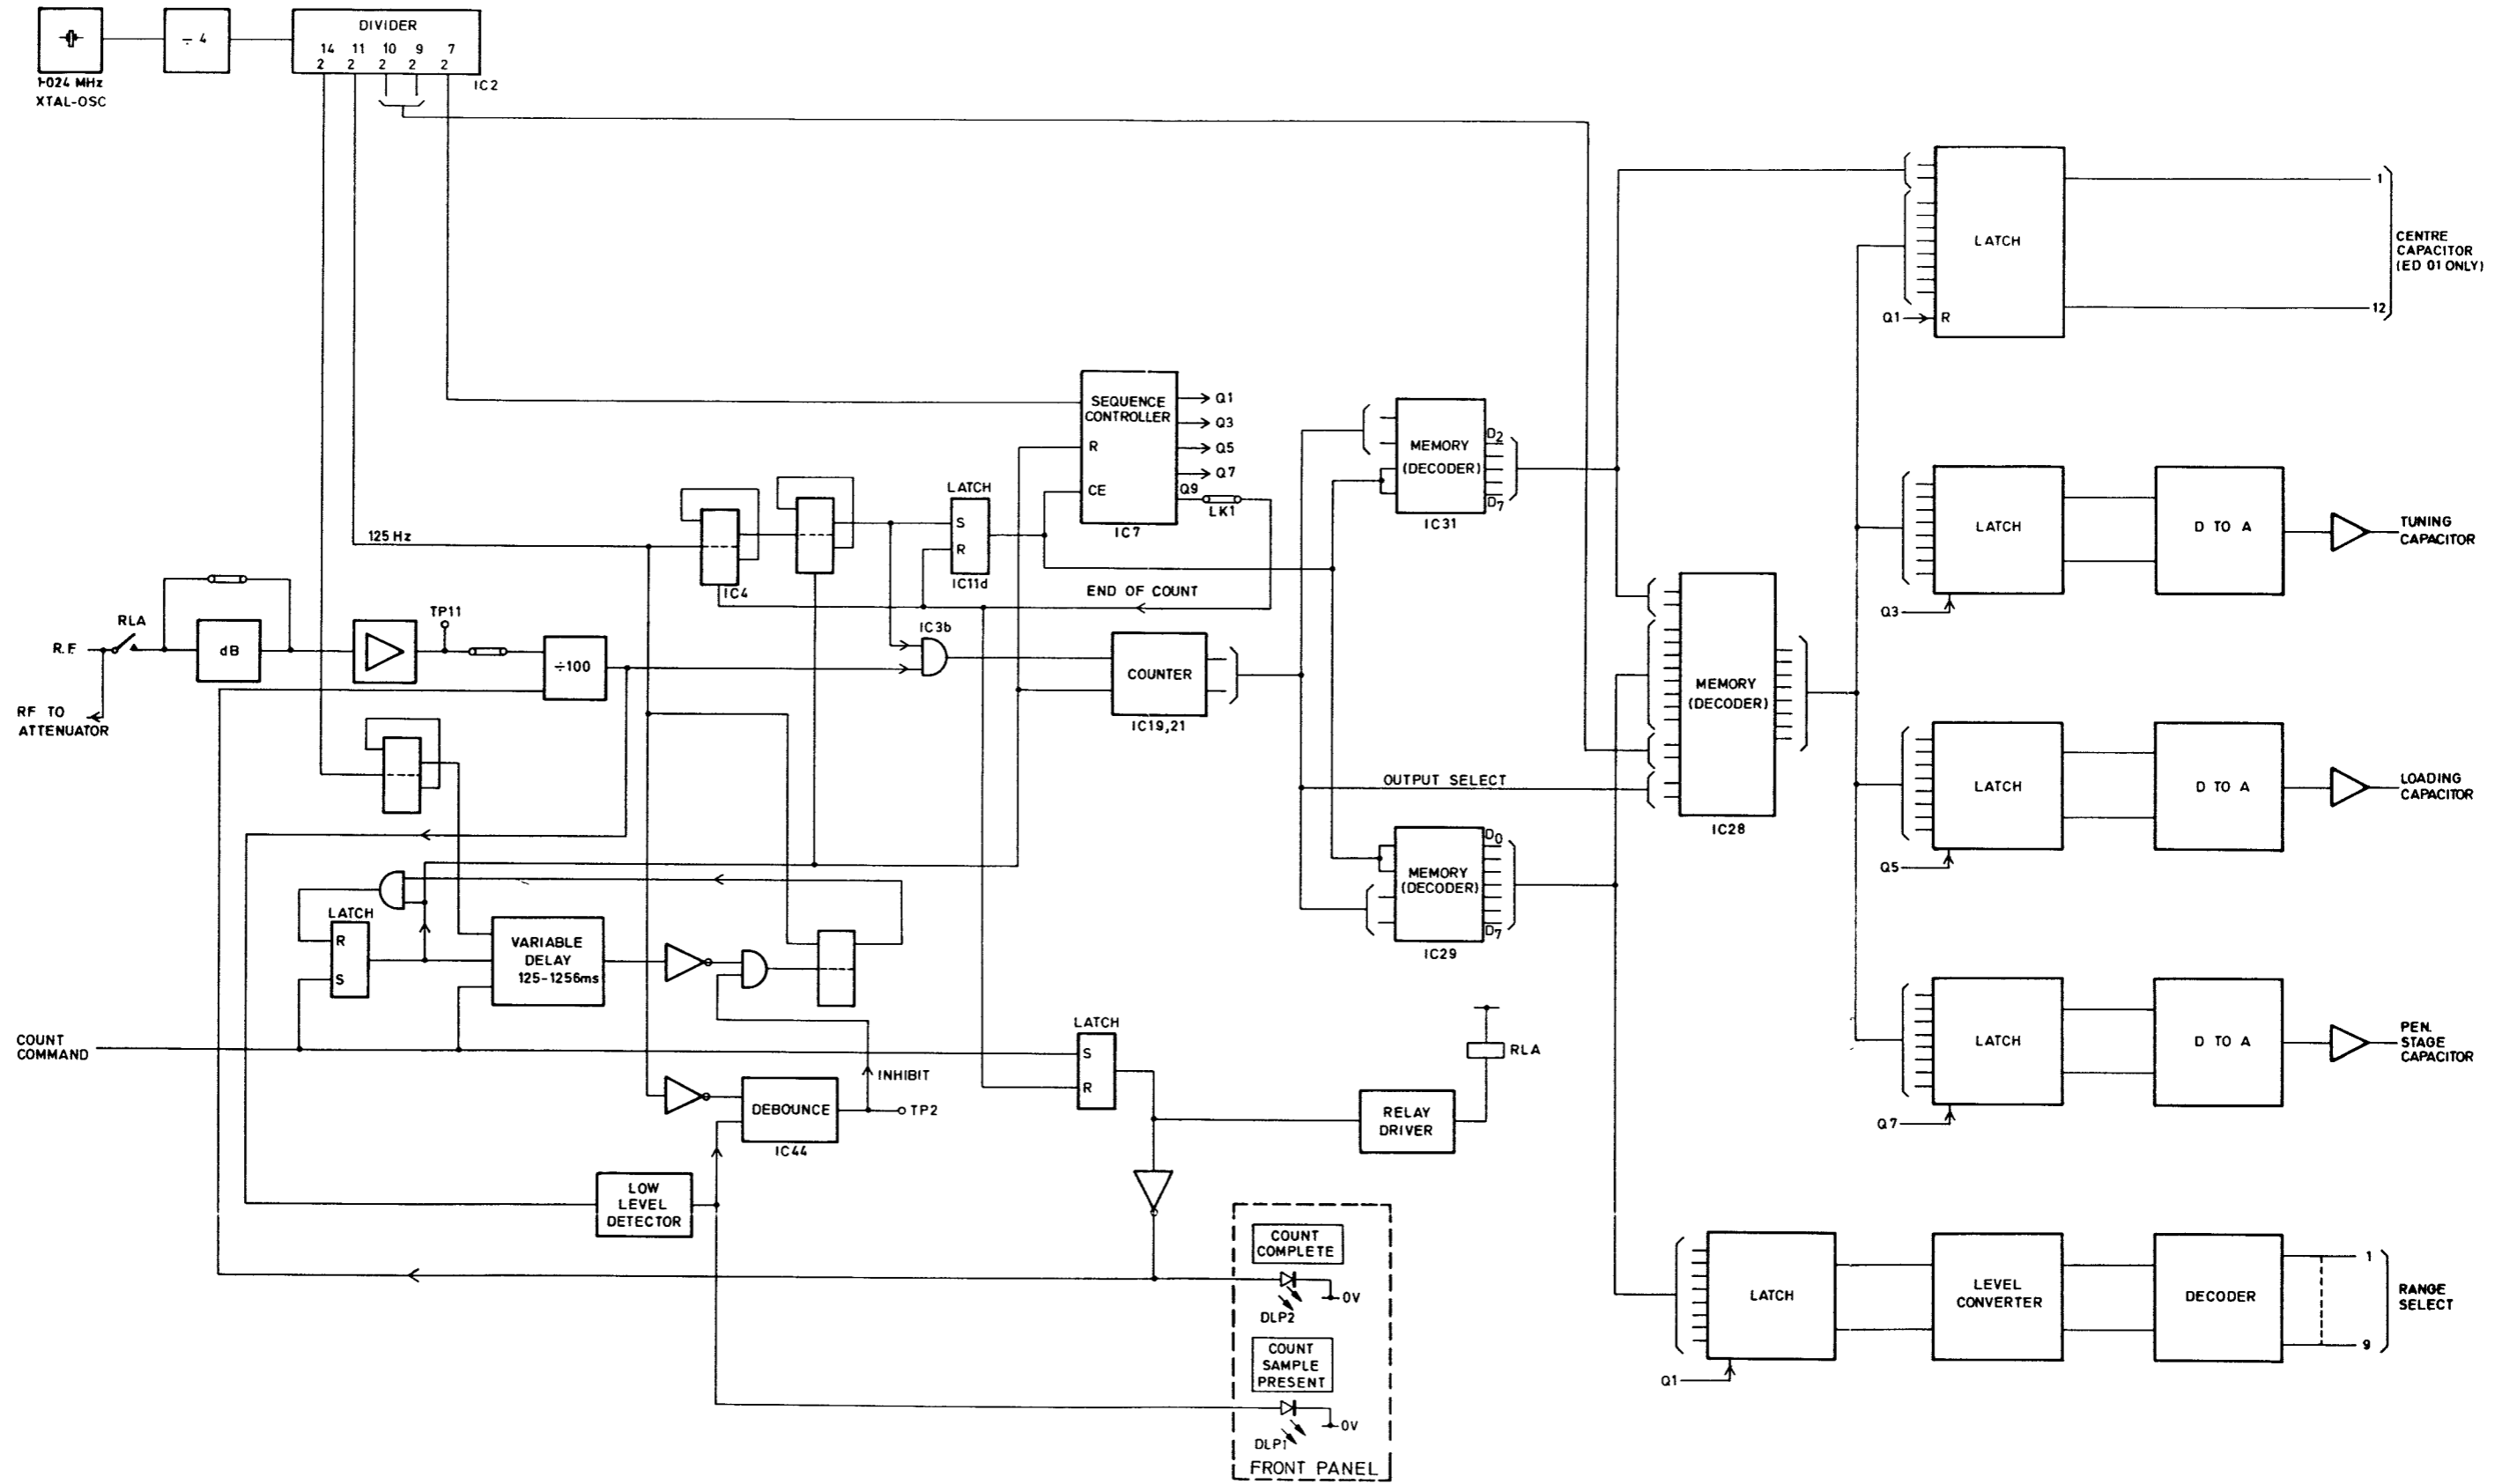 DIVIDER
÷ 4
14 11 10 9 7
2 2 2 2 2
IC2
1·024 MHz
XTAL-OSC
1
LATCH
CENTRE
CAPACITOR
(ED 01 ONLY)
12
Q1
R
SEQUENCE
CONTROLLER
Q1
Q3
Q5
Q7
Q9
R
CE
LK1
IC7
MEMORY
(DECODER)
D2
D7
IC31
LATCH
S
R
IC11d
125 Hz
IC4
END OF COUNT
LATCH
D TO A
TUNING
CAPACITOR
Q3
R.F
RLA
dB
TP11
÷100
IC3b
COUNTER
IC19,21
RF TO
ATTENUATOR
MEMORY
(DECODER)
IC28
OUTPUT SELECT
LATCH
D TO A
LOADING
CAPACITOR
Q5
MEMORY
(DECODER)
D0
D7
IC29
LATCH
R
S
VARIABLE
DELAY
125-1256ms
COUNT
COMMAND
LATCH
S
R
RLA
INHIBIT
DEBOUNCE
TP2
IC44
RELAY
DRIVER
LATCH
D TO A
PEN.
STAGE
CAPACITOR
Q7
LOW
LEVEL
DETECTOR
COUNT
COMPLETE
0V
DLP2
COUNT
SAMPLE
PRESENT
0V
DLP1
FRONT PANEL
LATCH
LEVEL
CONVERTER
DECODER
1
RANGE
SELECT
9
Q1